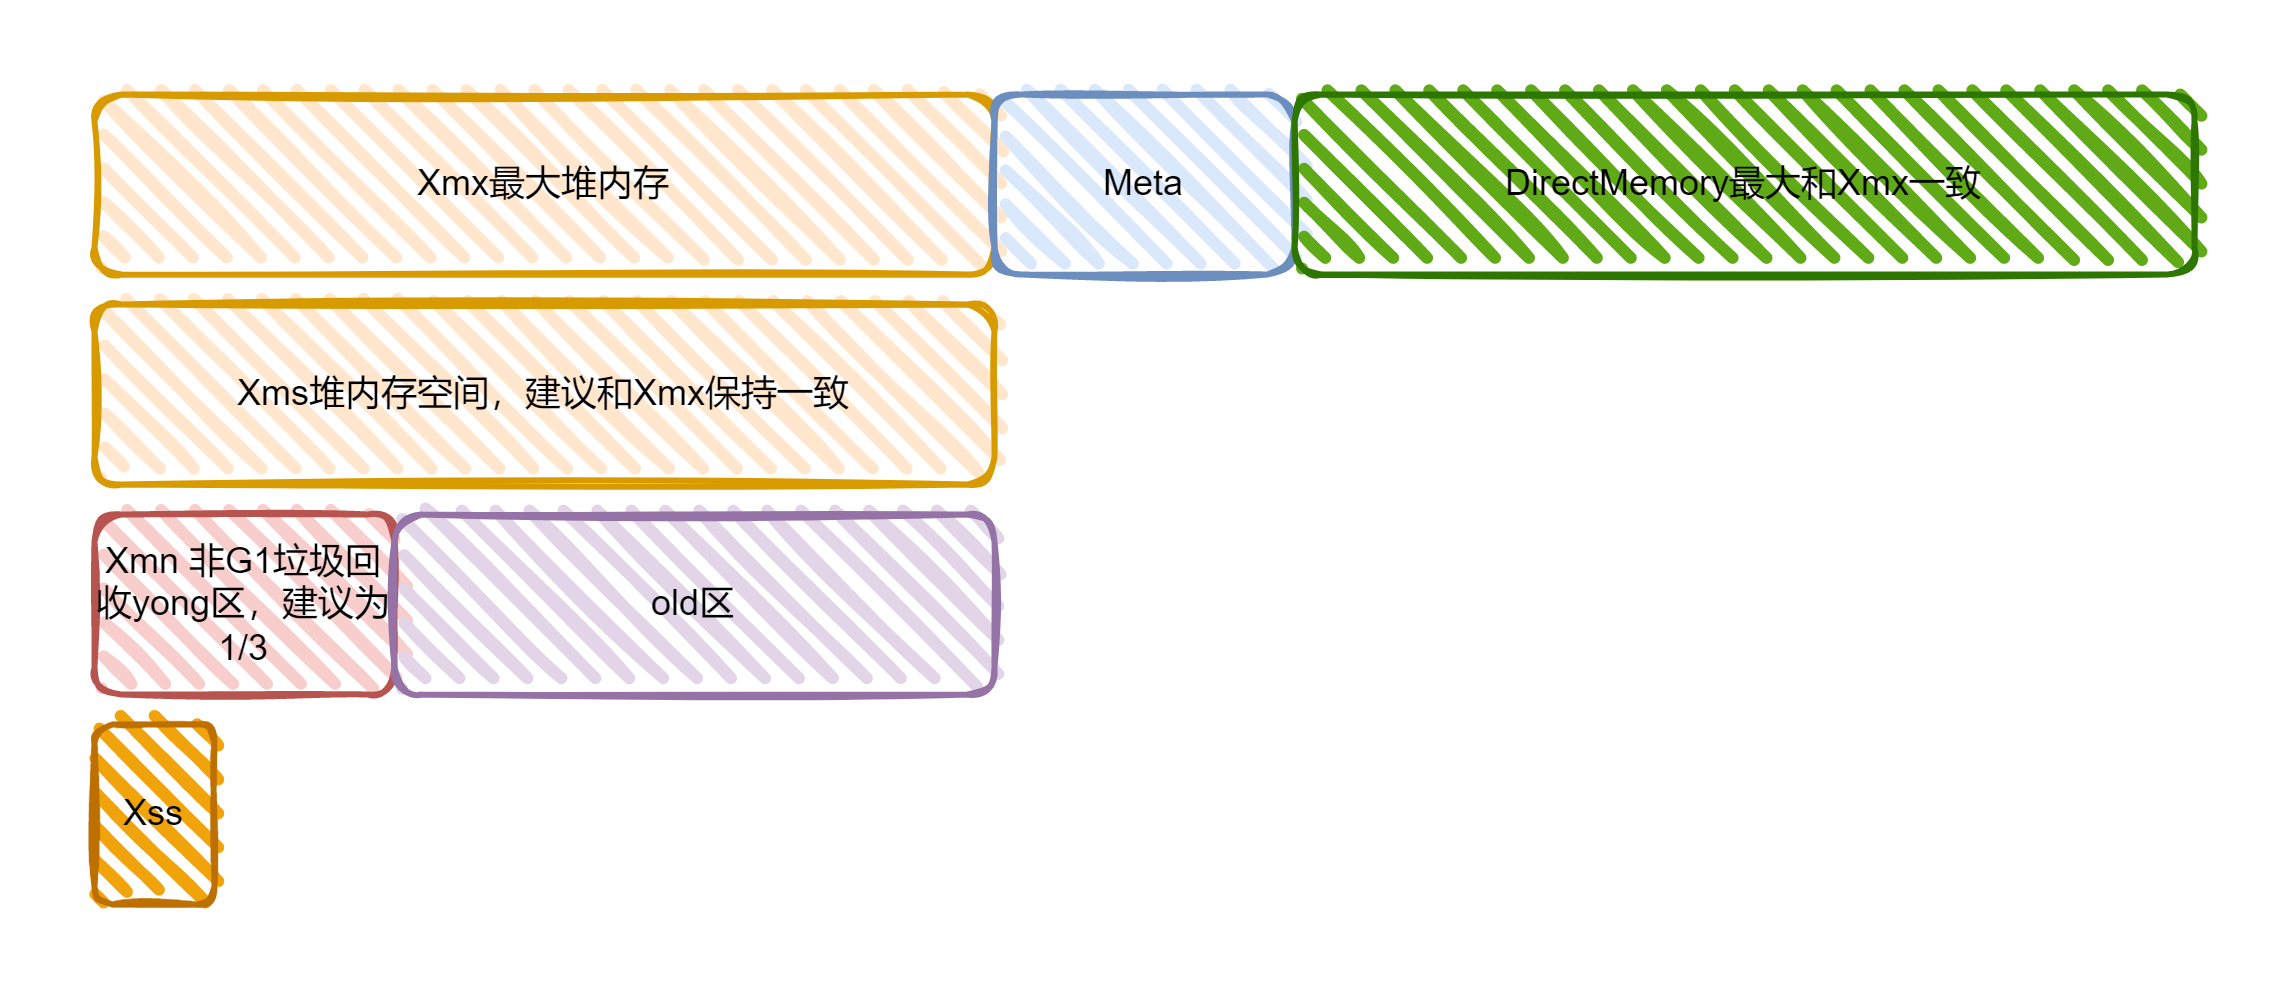 Xmx最大堆内存
Meta
DirectMemory最大和Xmx一致
Xms堆内存空间，建议和Xmx保持一致
Xmn 非G1垃圾回
收yong区，建议为
1/3
old区
Xss